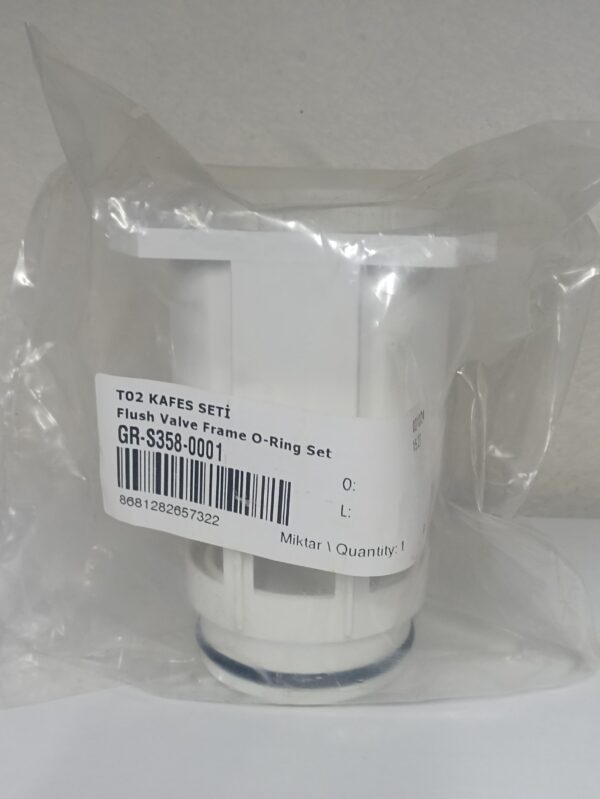 T02 KAFES SETİ
Flush Valve Frame O-Ring Set
GR-S358-0001
8681282657322
O:
L:
Miktar \ Quantity: 1